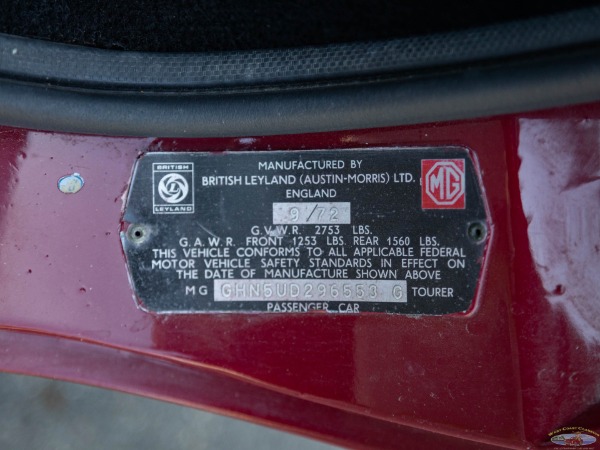 BRITISH
LEYLAND
MANUFACTURED BY
BRITISH LEYLAND (AUSTIN-MORRIS) LTD.
ENGLAND
MG
9/72
G.V.W.R. 2753 LBS.
G.A.W.R. FRONT 1253 LBS. REAR 1560 LBS.
THIS VEHICLE CONFORMS TO ALL APPLICABLE FEDERAL
MOTOR VEHICLE SAFETY STANDARDS IN EFFECT ON
THE DATE OF MANUFACTURE SHOWN ABOVE
MG GHN5UD296553 G TOURER
PASSENGER CAR